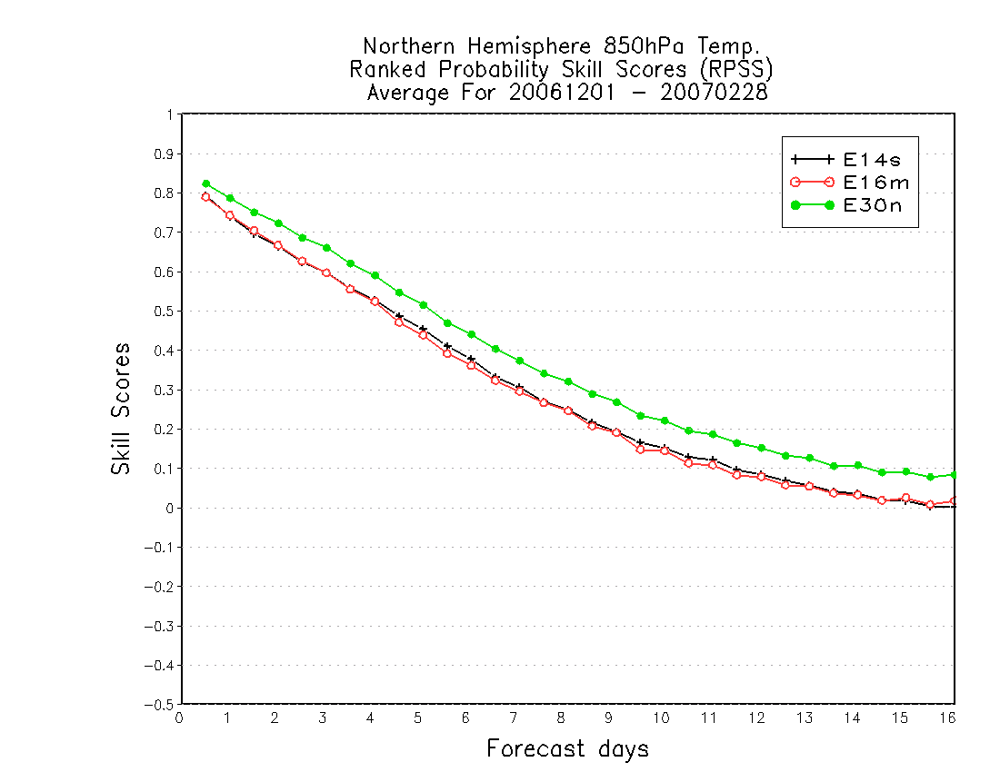 Northern Hemisphere 850hPa Temp.
Ranked Probability Skill Scores (RPSS)
Average For 20061201 − 20070228
1
0.9
0.8
0.7
0.6
0.5
0.4
0.3
0.2
0.1
0
−0.1
−0.2
−0.3
−0.4
−0.5
Skill Scores
E14s
E16m
E30n
0 1 2 3 4 5 6 7 8 9 10 11 12 13 14 15 16
Forecast days